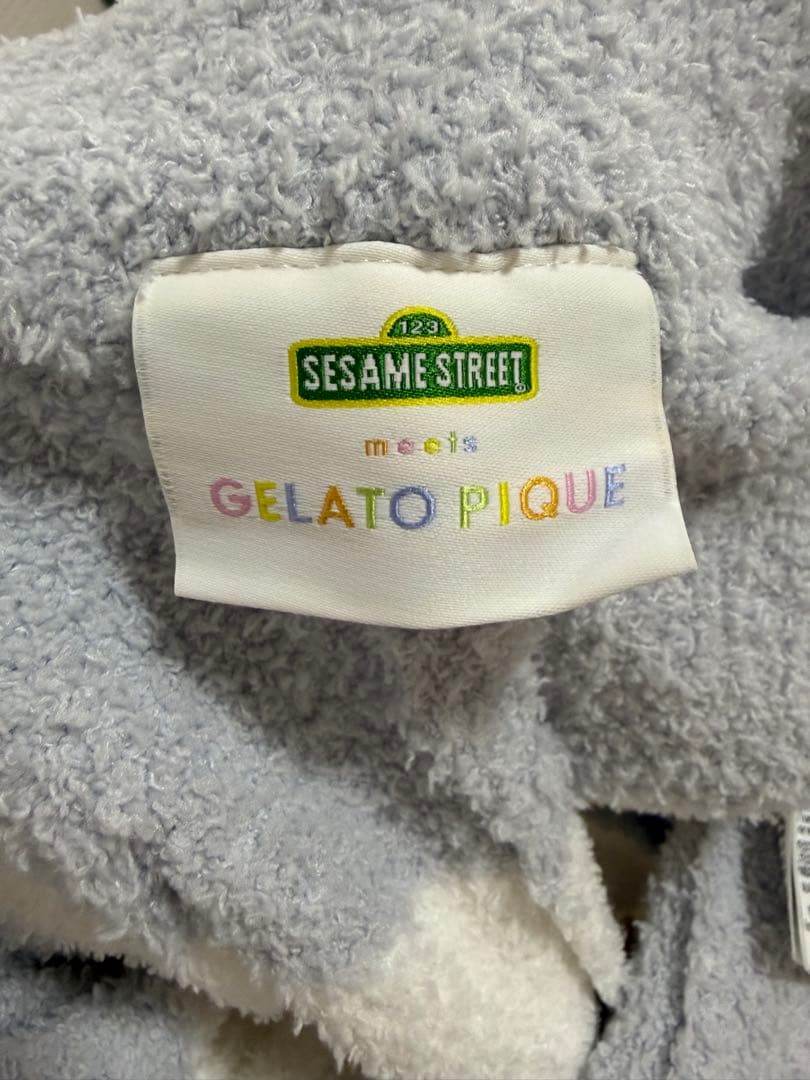 123
SESAME STREET
meets
GELATO PIQUE